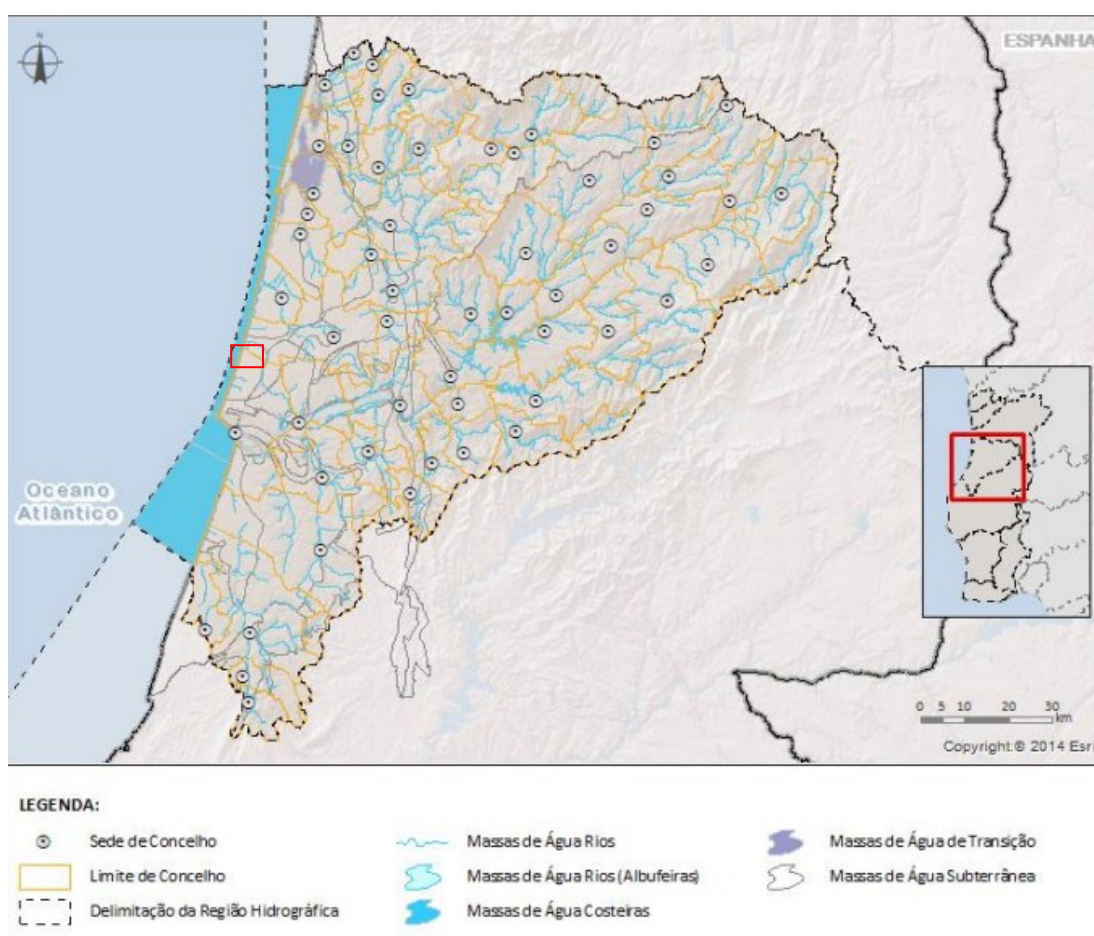 N
ESPANHA
Oceano
Atlântico
0 5 10 20 30
km
Copyright:© 2014 Esri
LEGENDA:
Sede de Concelho
Limite de Concelho
Delimitação da Região Hidrográfica
Massas de Água Rios
Massas de Água Rios (Albufeiras)
Massas de Água Costeiras
Massas de Água de Transição
Massas de Água Subterrânea